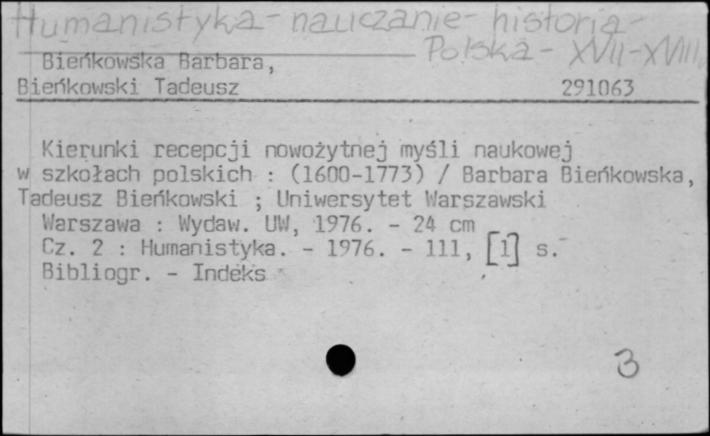 Humanistyka - nauczanie - historia -
Polska - XVII-XVIII
Bieńkowska Barbara,
Bieńkowski Tadeusz 291063
Kierunki recepcji nowożytnej myśli naukowej
w szkołach polskich : (1600-1773) / Barbara Bieńkowska,
Tadeusz Bieńkowski ; Uniwersytet Warszawski
Warszawa : Wydaw. UW, 1976. - 24 cm
Cz. 2 : Humanistyka. - 1976. - 111, [1] s.
Bibliogr. - Indeks
3